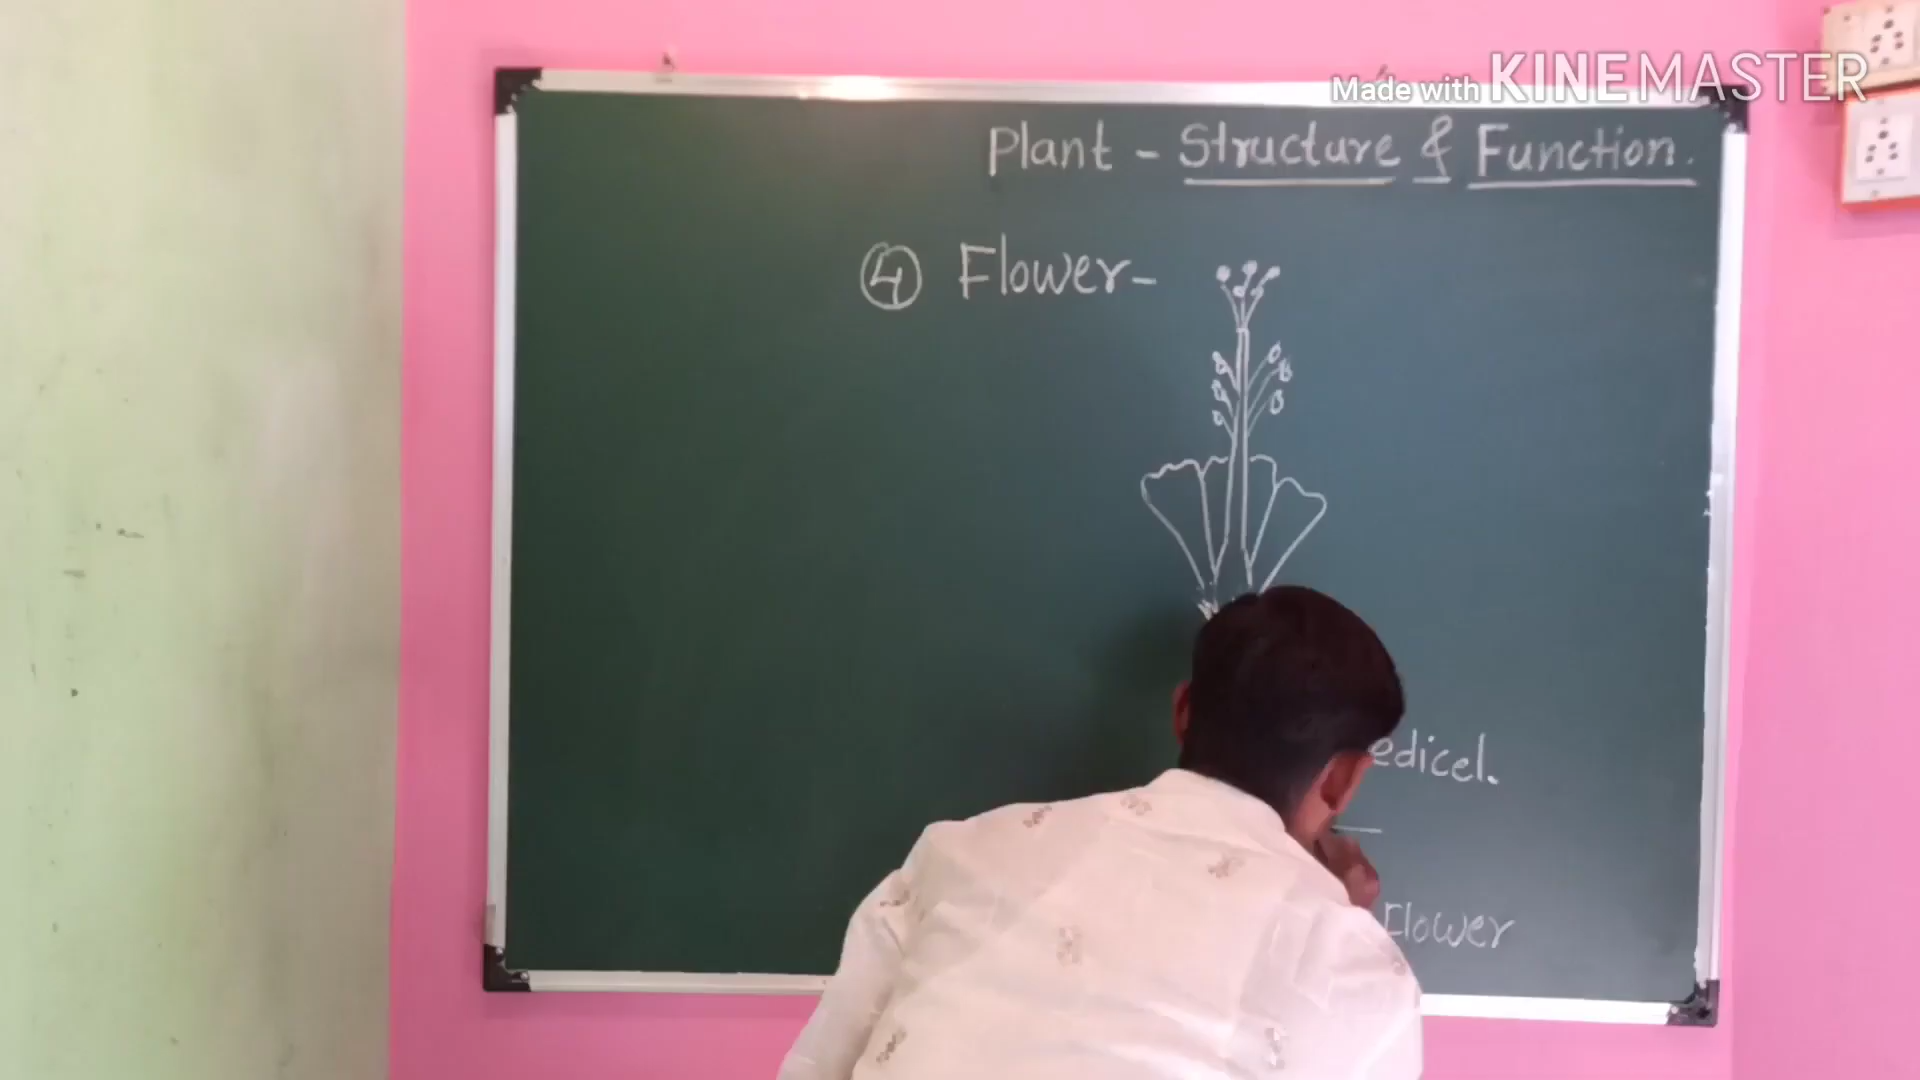 Made with KINEMASTER
Plant - Structure & Function.
④ Flower-
edicel.
Flower